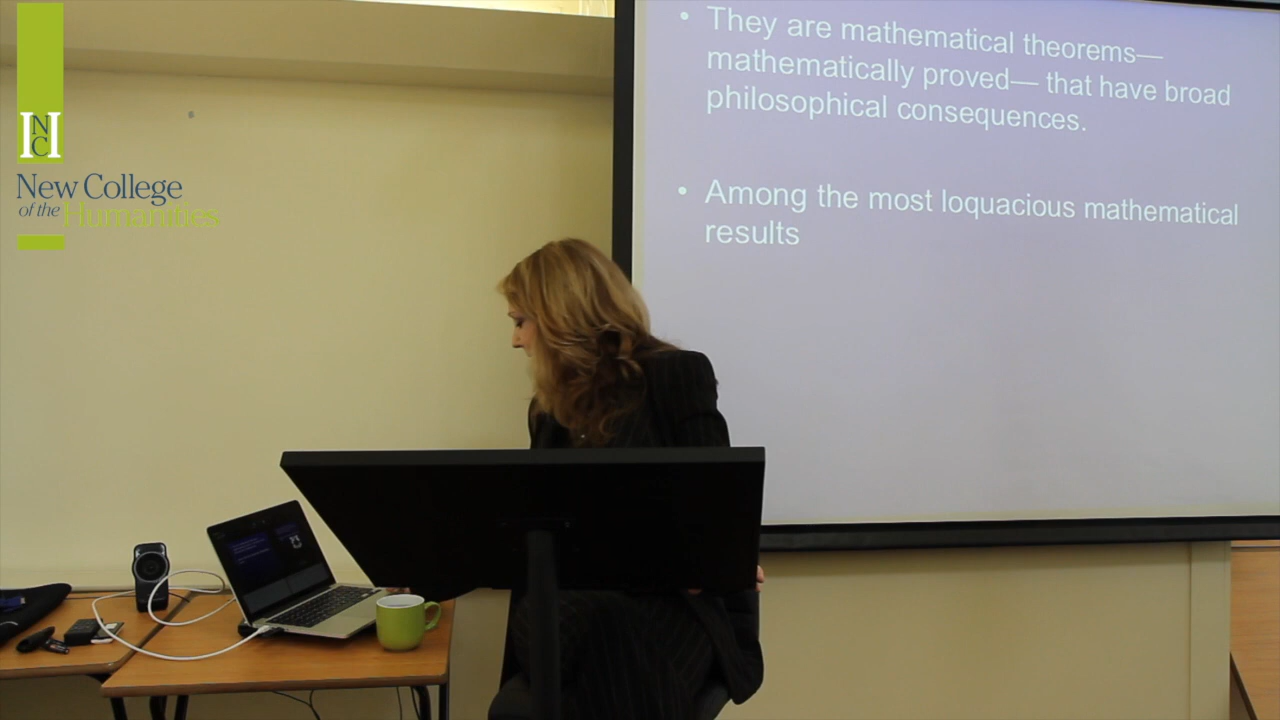 NCH
New College
of the Humanities
• They are mathematical theorems—
mathematically proved— that have broad
philosophical consequences.
• Among the most loquacious mathematical
results